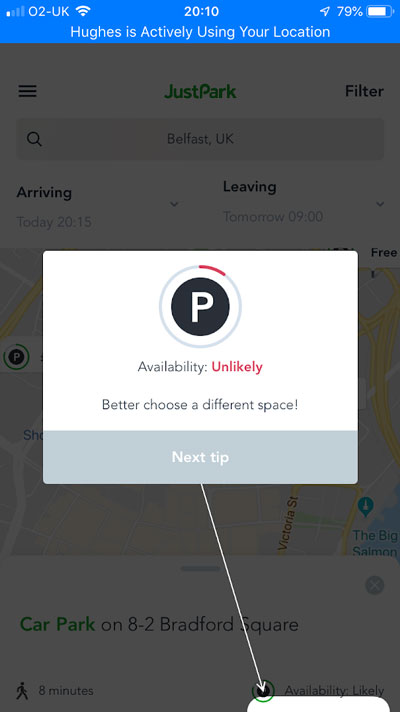 O2-UK 20:10 79%
Hughes is Actively Using Your Location
JustPark Filter
Belfast, UK
Arriving Leaving
Today 20:15 Tomorrow 09:00
Free
P
Availability: Unlikely
Better choose a different space!
P
Next tip
Victoria St
The Big
Salmon
Car Park on 8-2 Bradford Square
8 minutes Availability: Likely